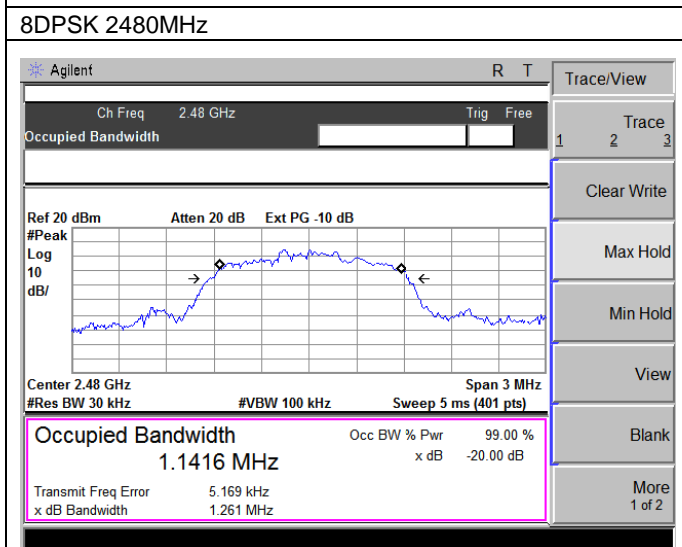 8DPSK 2480MHz
Agilent R T
Trace/View
Ch Freq 2.48 GHz Trig Free
Occupied Bandwidth
Trace
1 2 3
Clear Write
Ref 20 dBm Atten 20 dB Ext PG -10 dB
#Peak
Log
10
dB/
Max Hold
Min Hold
Center 2.48 GHz Span 3 MHz
#Res BW 30 kHz #VBW 100 kHz Sweep 5 ms (401 pts)
View
Occupied Bandwidth Occ BW % Pwr 99.00 %
1.1416 MHz x dB -20.00 dB
Blank
Transmit Freq Error 5.169 kHz
x dB Bandwidth 1.261 MHz
More
1 of 2